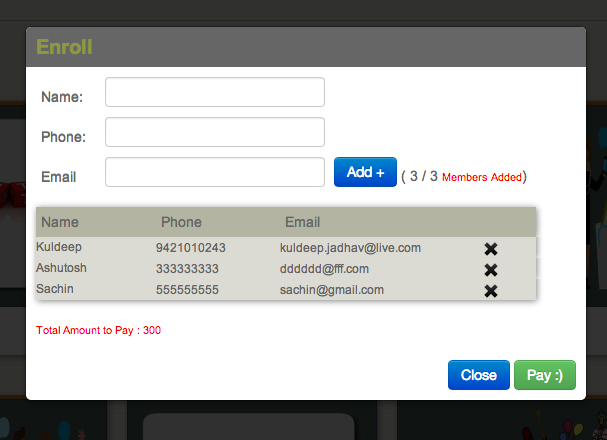 Enroll
Name:
Phone:
Email Add + ( 3 / 3 Members Added)
Name Phone Email
Kuldeep 9421010243 kuldeep.jadhav@live.com
Ashutosh 333333333 dddddd@fff.com
Sachin 555555555 sachin@gmail.com
Total Amount to Pay : 300
Close Pay :)